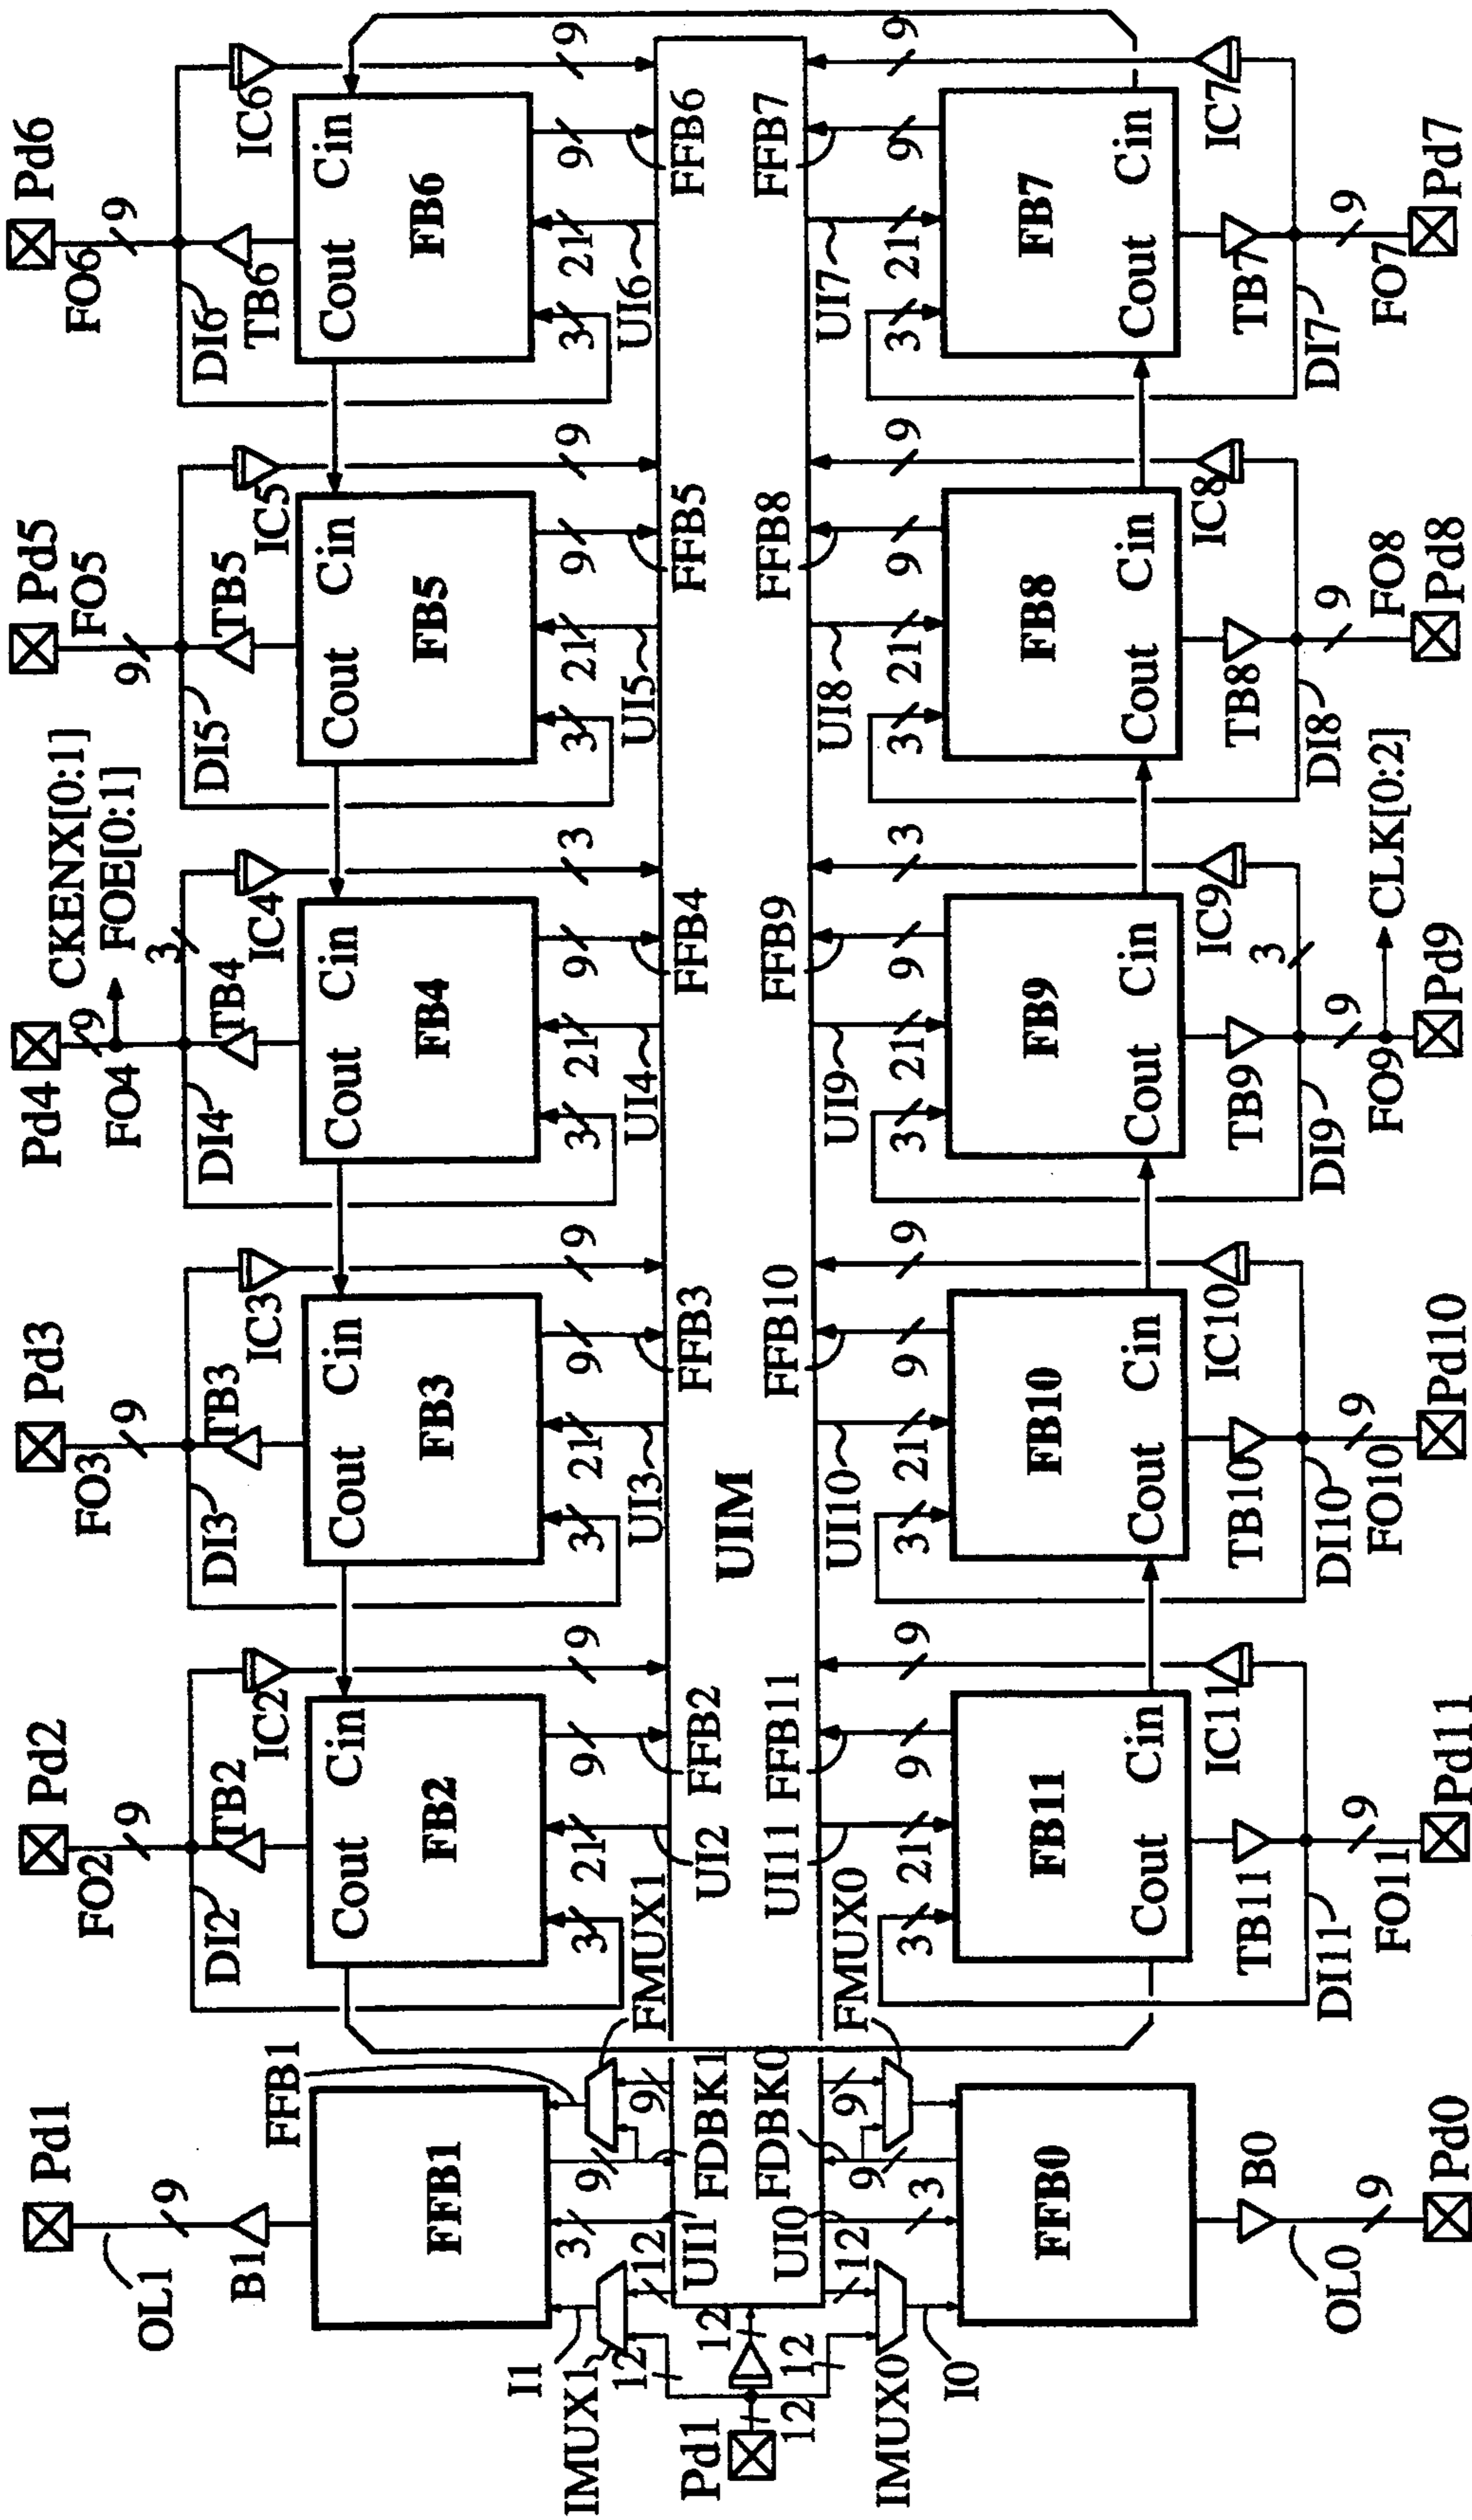 Pd1
Pd2
Pd3
Pd4
Pd5
Pd6
CKENX[0:1]
FOE[0:1]
OL1
9
FO2
9
FO3
9
FO4
9
FO5
9
FO6
9
B1
DI2
TB2
IC2
DI3
TB3
IC3
DI4
TB4
3
IC4
DI5
TB5
IC5
DI6
TB6
IC6
FFB1
FFB1
Cout
Cin
FB2
Cout
Cin
FB3
Cout
Cin
FB4
Cout
Cin
FB5
Cout
Cin
FB6
I1
IMUX1
12
12
3
9
9
FMUX1
3
21
9
9
3
21
9
9
3
21
9
3
3
21
9
9
3
21
9
9
UI1
FDBK1
UI2
FFB2
UI3
FFB3
UI4
FFB4
UI5
FFB5
UI6
FFB6
Pd1
12
12
UIM
UI0
FDBK0
UI11
FFB11
UI10
FFB10
UI9
FFB9
UI8
FFB8
UI7
FFB7
12
12
IMUX0
I0
3
9
9
FMUX0
3
21
9
9
3
21
9
9
3
21
9
3
3
21
9
9
3
21
9
9
FFB0
FB11
Cout
Cin
FB10
Cout
Cin
FB9
Cout
Cin
FB8
Cout
Cin
FB7
Cout
Cin
B0
TB11
IC11
TB10
IC10
TB9
IC9
3
TB8
IC8
TB7
IC7
OL0
9
DI11
FO11
9
DI10
FO10
9
DI9
FO9
9
CLK[0:2]
DI8
9
FO8
DI7
FO7
9
Pd0
Pd11
Pd10
Pd9
Pd8
Pd7